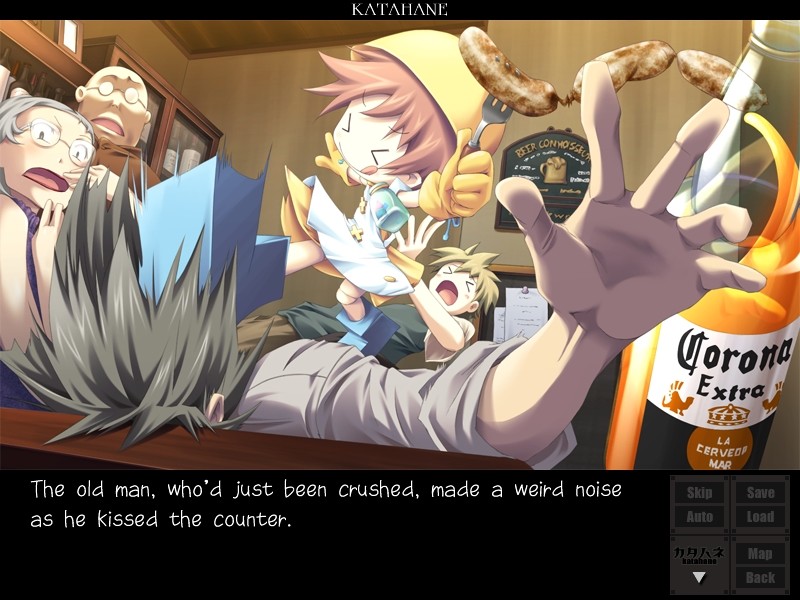 KATAHANE
BEER CONNOISSEUR
Corona
Extra
LA
CERVEDA
MAR
The old man, who'd just been crushed, made a weird noise
as he kissed the counter.
Skip
Save
Auto
Load
カタハネ
katahane
Map
Back